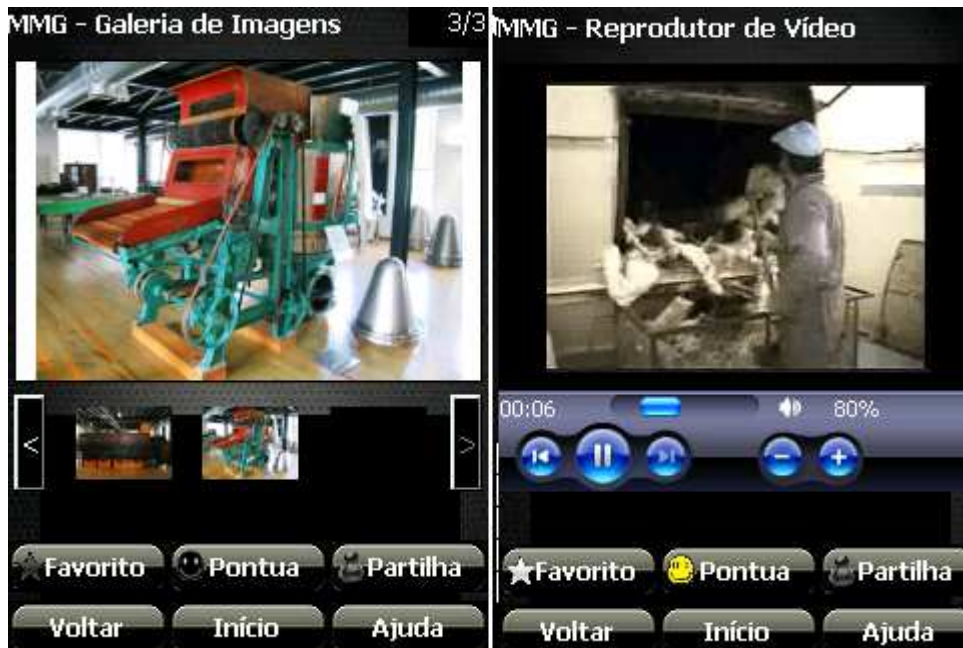 MMG - Galeria de Imagens 3/3
<
>
Favorito Pontua Partilha
Voltar Início Ajuda
MMG - Reprodutor de Vídeo
00:06 80%
Favorito Pontua Partilha
Voltar Início Ajuda